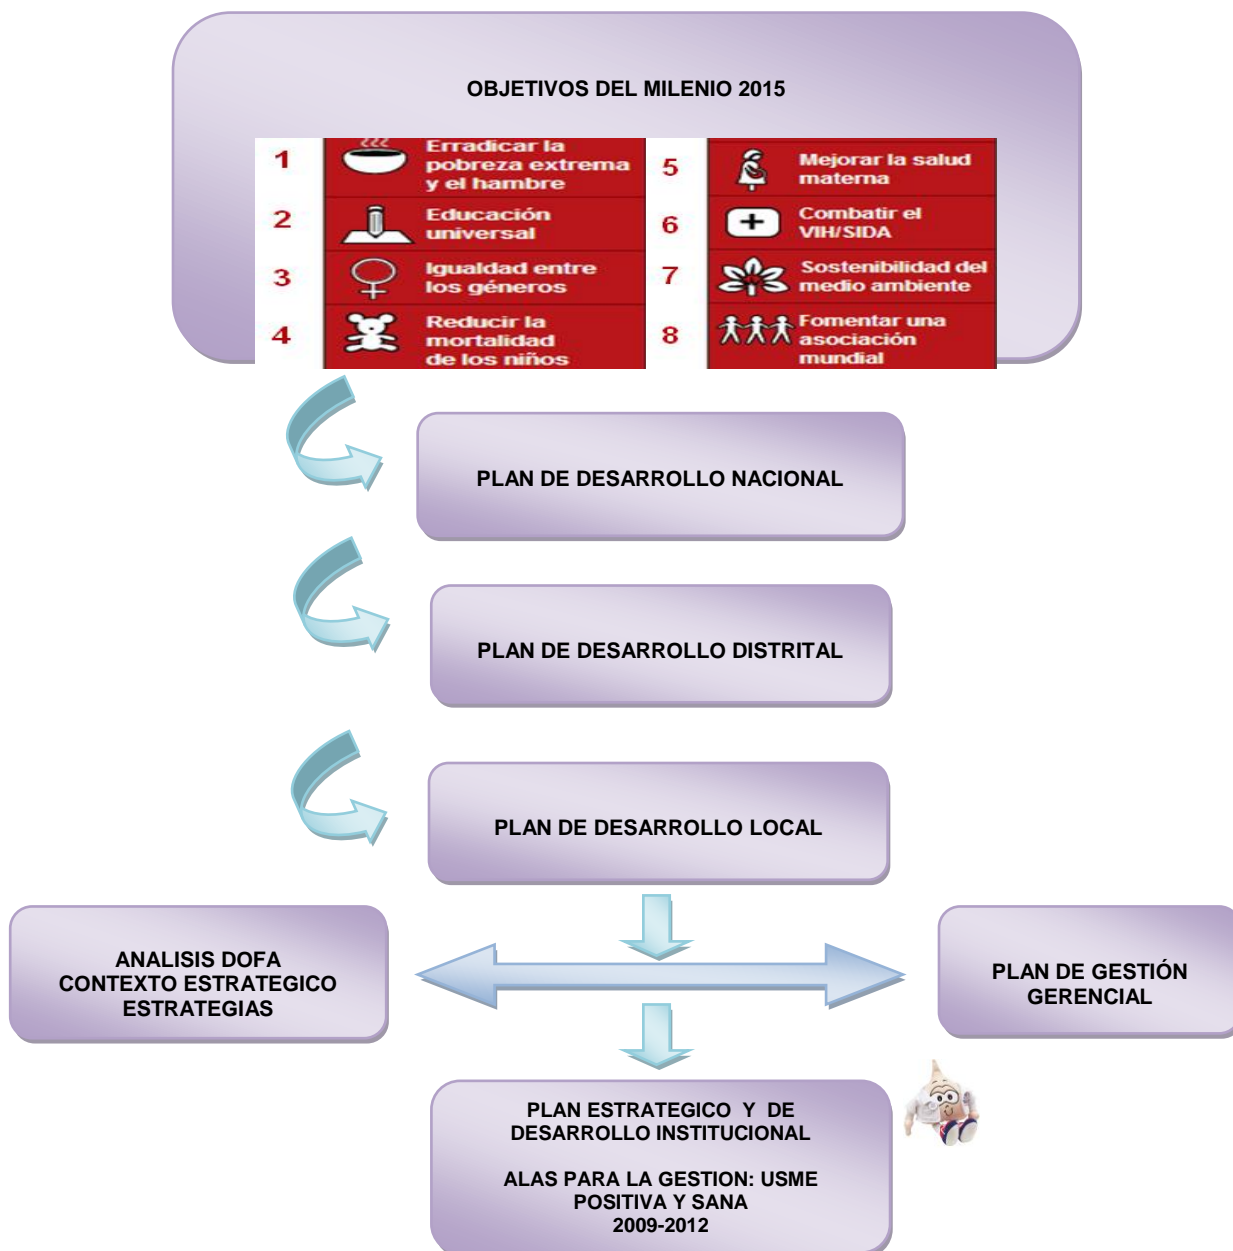 OBJETIVOS DEL MILENIO 2015
1
Erradicar la
pobreza extrema
y el hambre
2
Educación
universal
3
Igualdad entre
los géneros
4
Reducir la
mortalidad
de los niños
5
Mejorar la salud
materna
6
Combatir el
VIH/SIDA
7
Sostenibilidad del
medio ambiente
8
Fomentar una
asociación
mundial
PLAN DE DESARROLLO NACIONAL
PLAN DE DESARROLLO DISTRITAL
PLAN DE DESARROLLO LOCAL
ANALISIS DOFA
CONTEXTO ESTRATEGICO
ESTRATEGIAS
PLAN DE GESTIÓN
GERENCIAL
PLAN ESTRATEGICO Y DE
DESARROLLO INSTITUCIONAL
ALAS PARA LA GESTION: USME
POSITIVA Y SANA
2009-2012